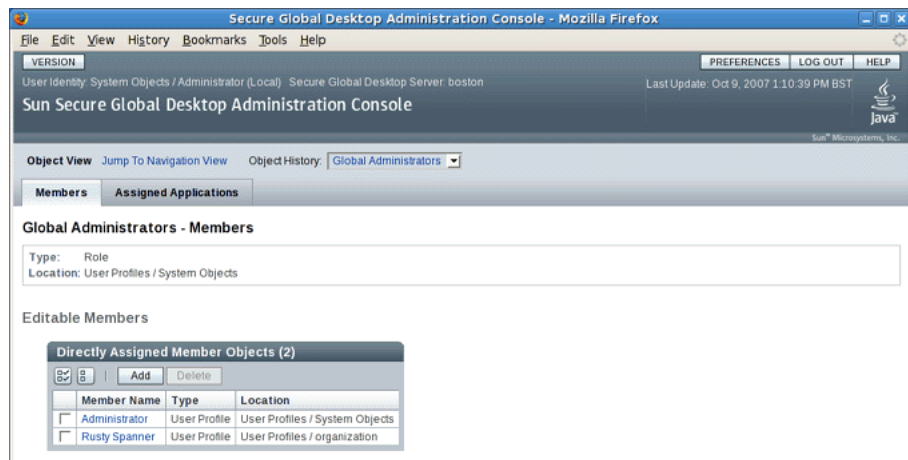 Secure Global Desktop Administration Console - Mozilla Firefox
File Edit View History Bookmarks Tools Help
VERSION PREFERENCES LOG OUT HELP
User Identity: System Objects / Administrator (Local) Secure Global Desktop Server: boston Last Update: Oct 9, 2007 1:10:39 PM BST
Sun Secure Global Desktop Administration Console
Java
Sun™ Microsystems, Inc.
Object View Jump To Navigation View Object History: Global Administrators
Members Assigned Applications
Global Administrators - Members
Type: Role
Location: User Profiles / System Objects
Editable Members
Directly Assigned Member Objects (2)
Add Delete
Member Name Type Location
Administrator User Profile User Profiles / System Objects
Rusty Spanner User Profile User Profiles / organization